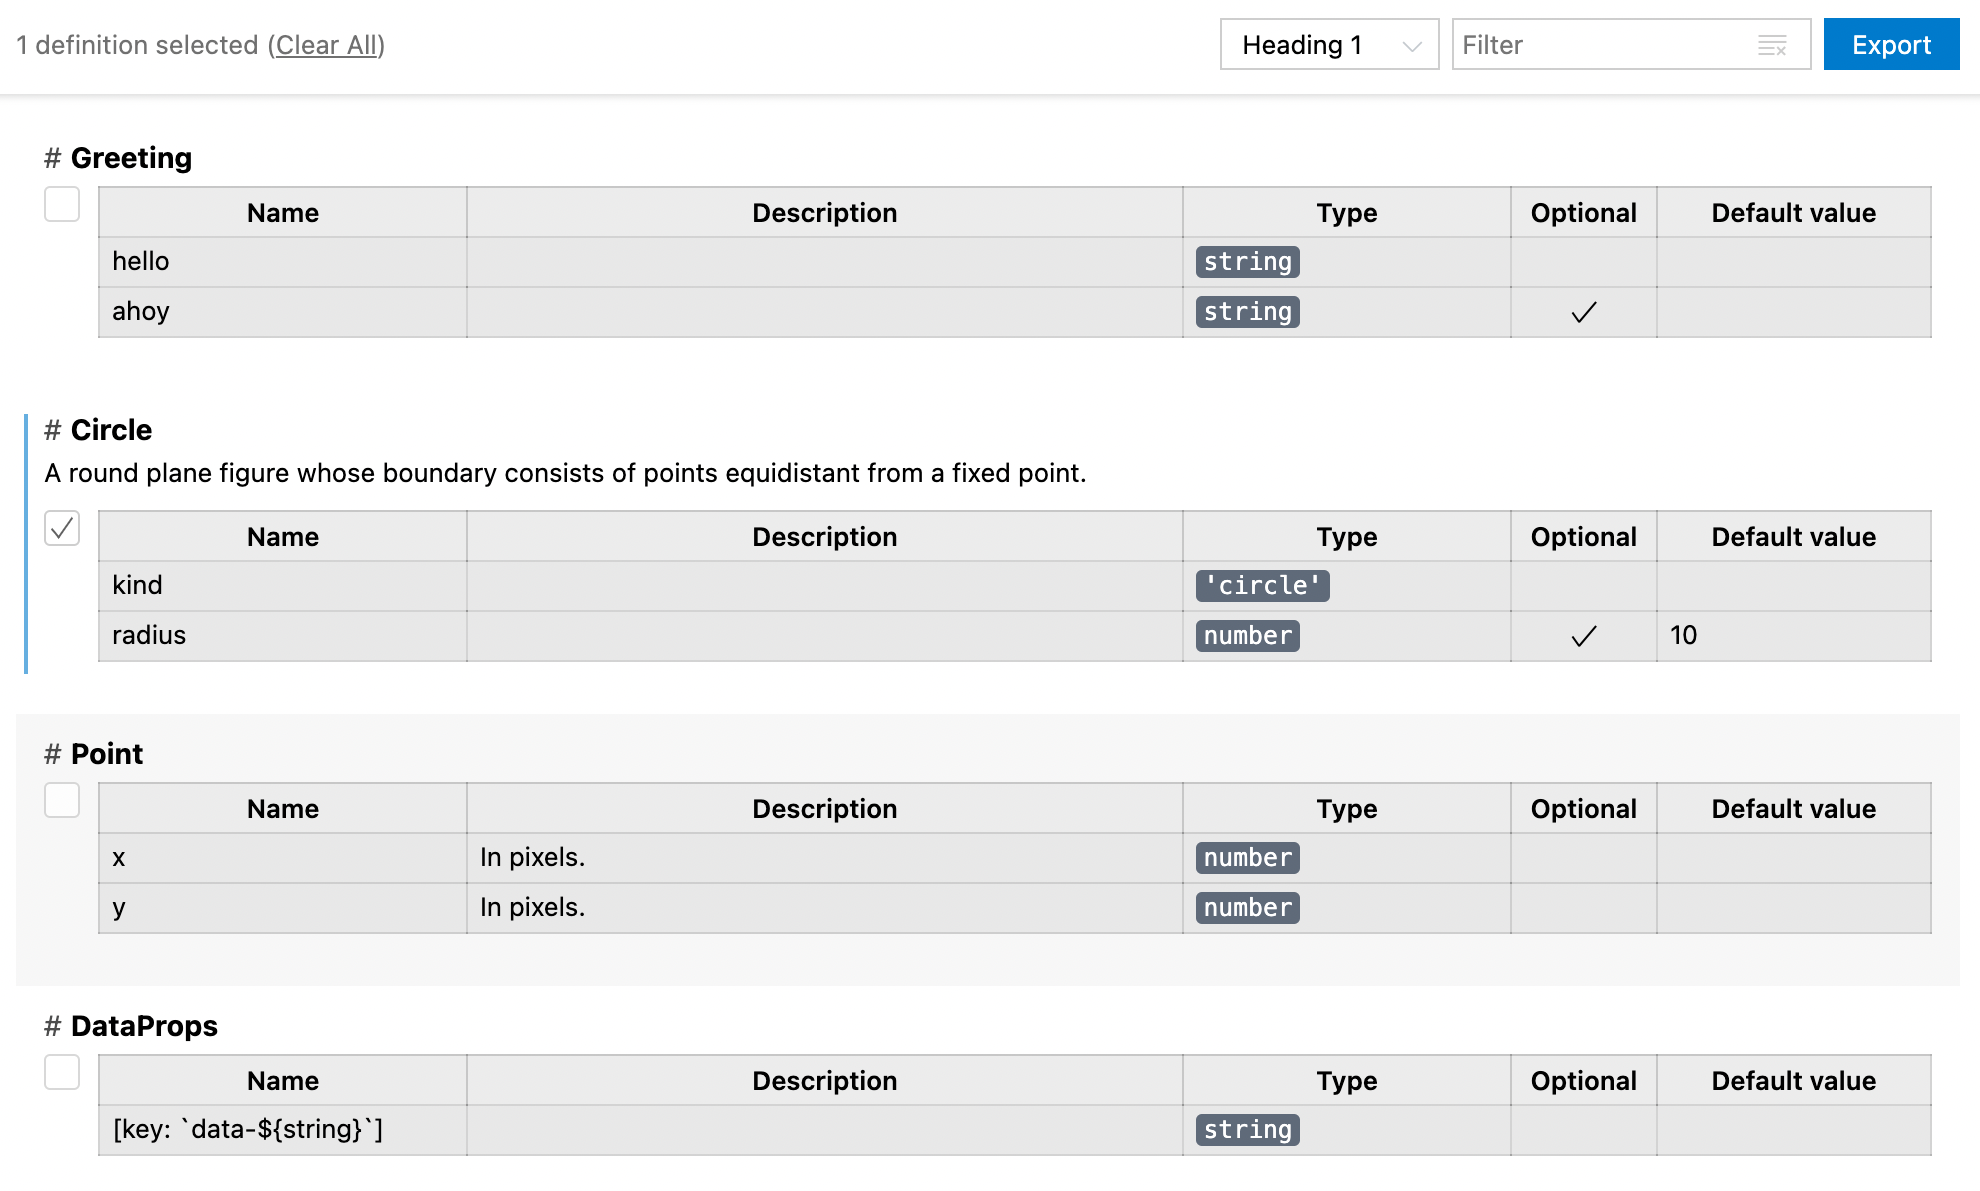 1 definition selected (Clear All) Heading 1 Filter Export
# Greeting
Name Description Type Optional Default value
hello string
ahoy string ✓
# Circle
A round plane figure whose boundary consists of points equidistant from a fixed point.
Name Description Type Optional Default value
kind 'circle'
radius number ✓ 10
# Point
Name Description Type Optional Default value
x In pixels. number
y In pixels. number
# DataProps
Name Description Type Optional Default value
[key: `data-${string}`] string